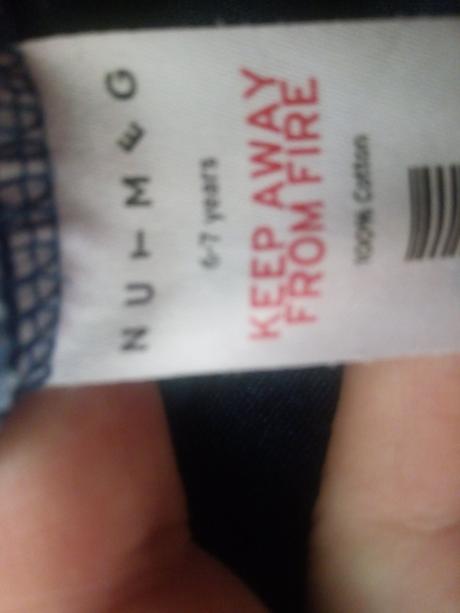 NUTMEG
6-7 years
KEEP AWAY
FROM FIRE
100% Cotton